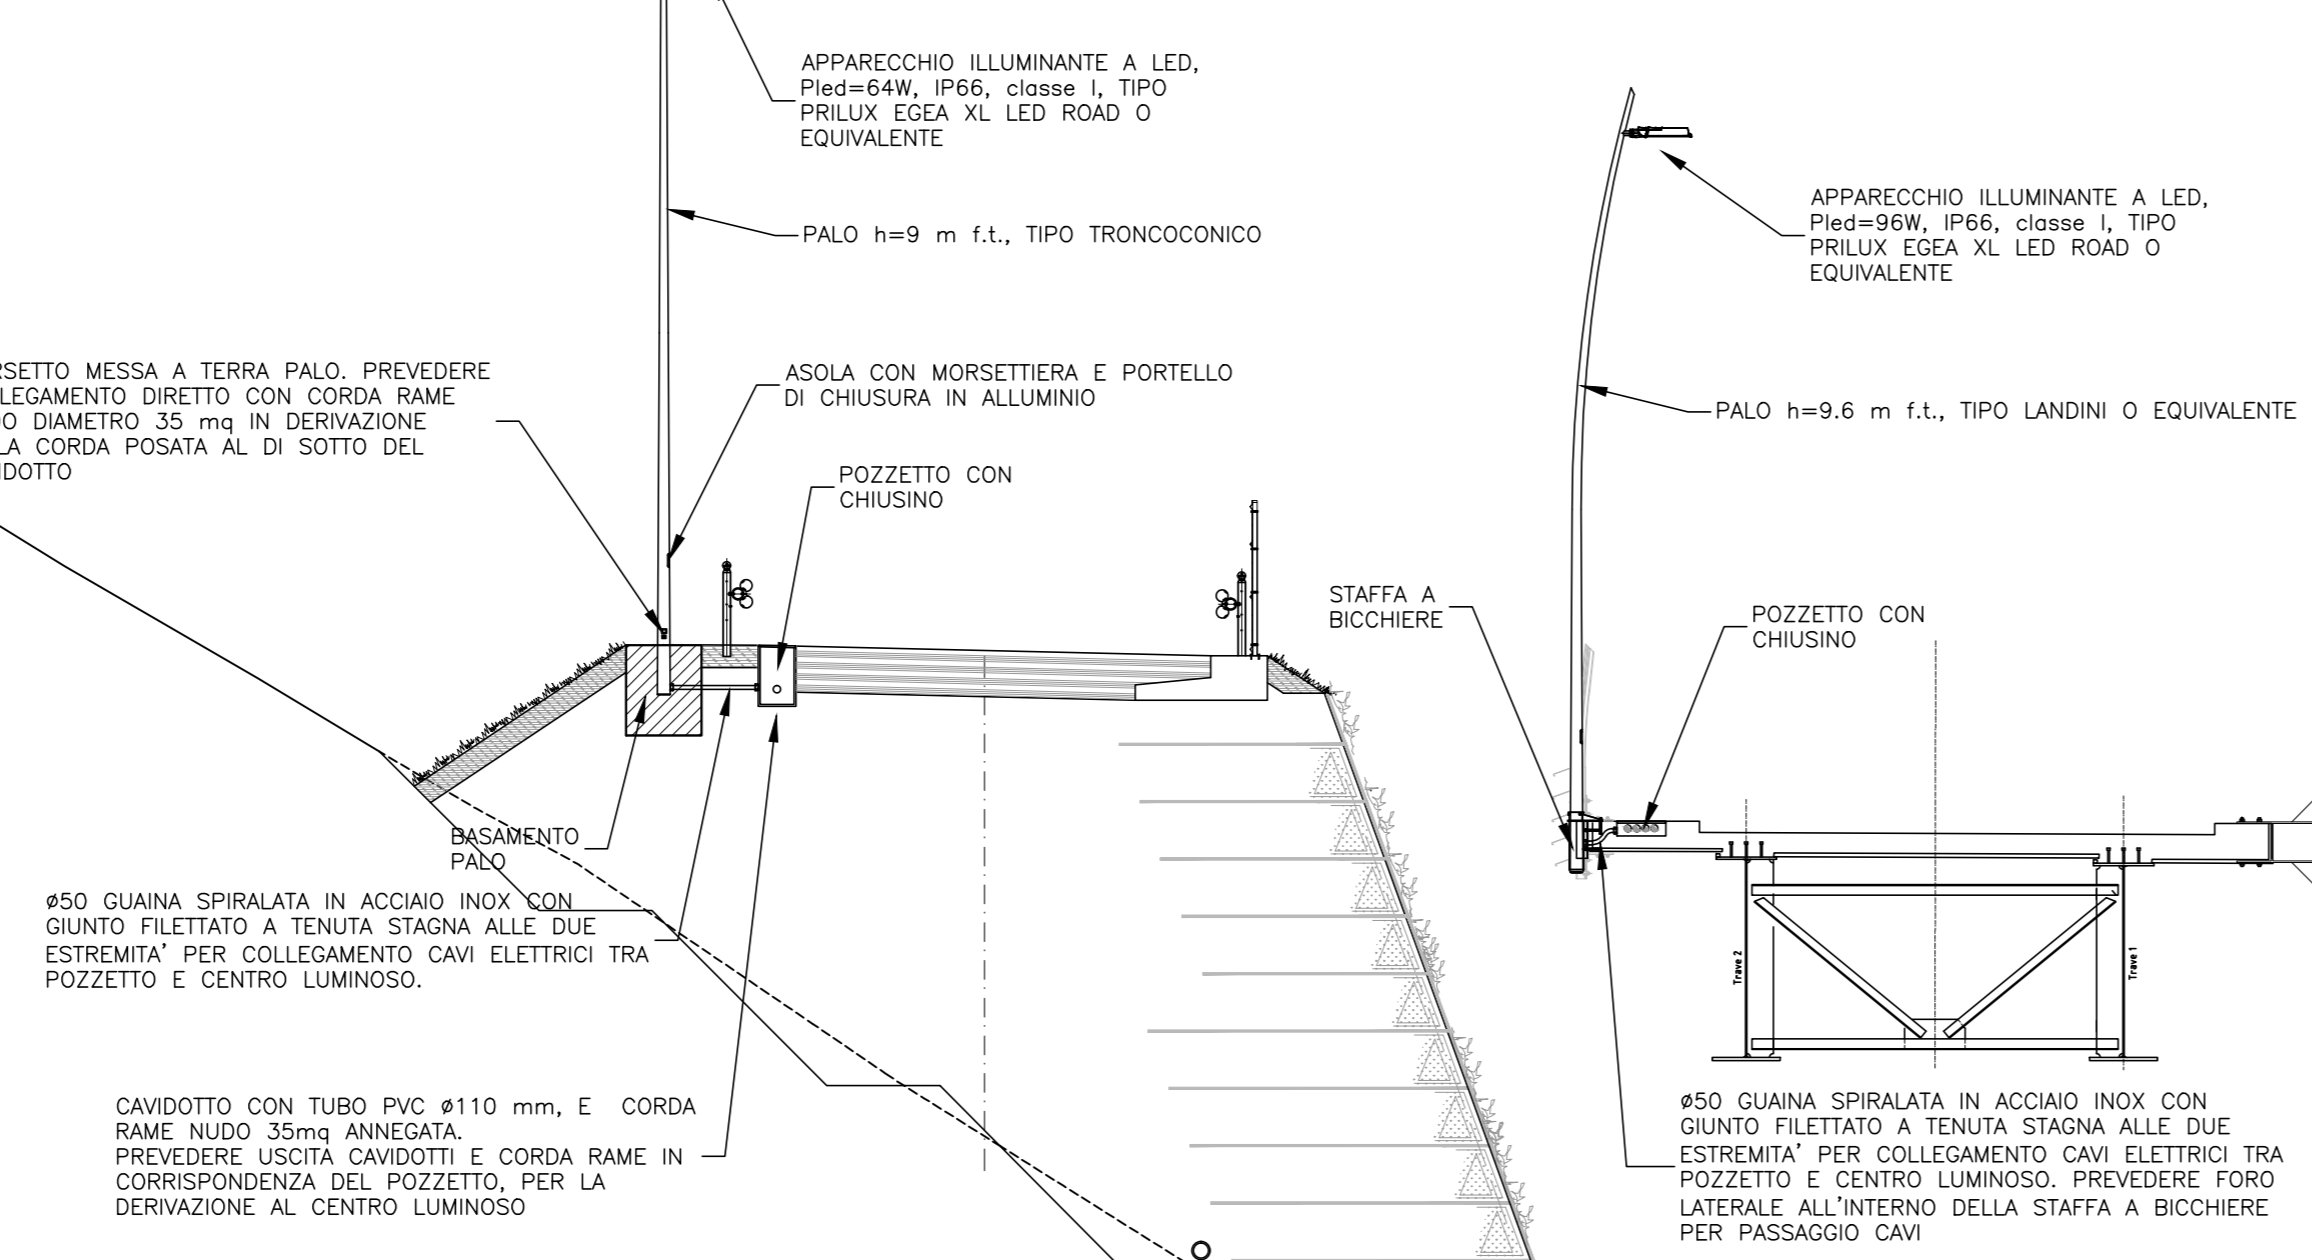 APPARECCHIO ILLUMINANTE A LED,
Pled=64W, IP66, classe I, TIPO
PRILUX EGEA XL LED ROAD O
EQUIVALENTE
PALO h=9 m f.t., TIPO TRONCOCONICO
RSETTO MESSA A TERRA PALO. PREVEDERE
LEGAMENTO DIRETTO CON CORDA RAME
DO DIAMETRO 35 mq IN DERIVAZIONE
LA CORDA POSATA AL DI SOTTO DEL
IDOTTO
ASOLA CON MORSETTIERA E PORTELLO
DI CHIUSURA IN ALLUMINIO
POZZETTO CON
CHIUSINO
BASAMENTO
PALO
ø50 GUAINA SPIRALATA IN ACCIAIO INOX CON
GIUNTO FILETTATO A TENUTA STAGNA ALLE DUE
ESTREMITA' PER COLLEGAMENTO CAVI ELETTRICI TRA
POZZETTO E CENTRO LUMINOSO.
CAVIDOTTO CON TUBO PVC ø110 mm, E CORDA
RAME NUDO 35mq ANNEGATA.
PREVEDERE USCITA CAVIDOTTI E CORDA RAME IN
CORRISPONDENZA DEL POZZETTO, PER LA
DERIVAZIONE AL CENTRO LUMINOSO
APPARECCHIO ILLUMINANTE A LED,
Pled=96W, IP66, classe I, TIPO
PRILUX EGEA XL LED ROAD O
EQUIVALENTE
PALO h=9.6 m f.t., TIPO LANDINI O EQUIVALENTE
STAFFA A
BICCHIERE
POZZETTO CON
CHIUSINO
Trave 2
Trave 1
ø50 GUAINA SPIRALATA IN ACCIAIO INOX CON
GIUNTO FILETTATO A TENUTA STAGNA ALLE DUE
ESTREMITA' PER COLLEGAMENTO CAVI ELETTRICI TRA
POZZETTO E CENTRO LUMINOSO. PREVEDERE FORO
LATERALE ALL'INTERNO DELLA STAFFA A BICCHIERE
PER PASSAGGIO CAVI